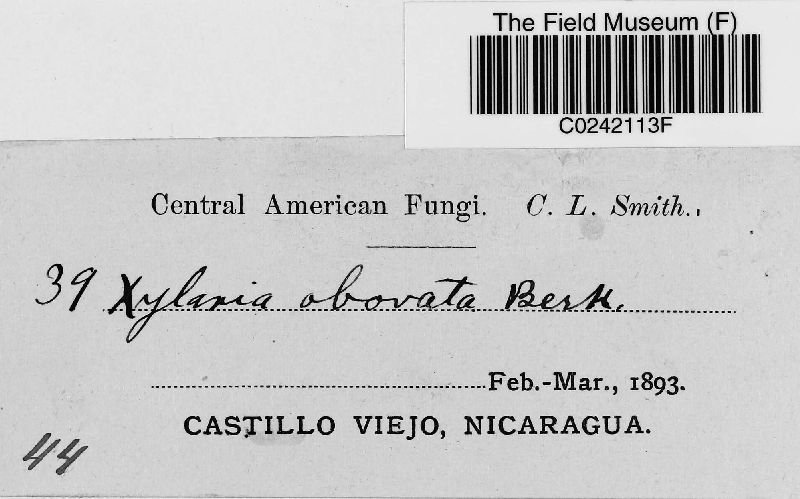 The Field Museum (F)
C0242113F
Central American Fungi. C. L. Smith.
39 Xylaria obovata Berk.
Feb.-Mar., 1893.
CASTILLO VIEJO, NICARAGUA.
44